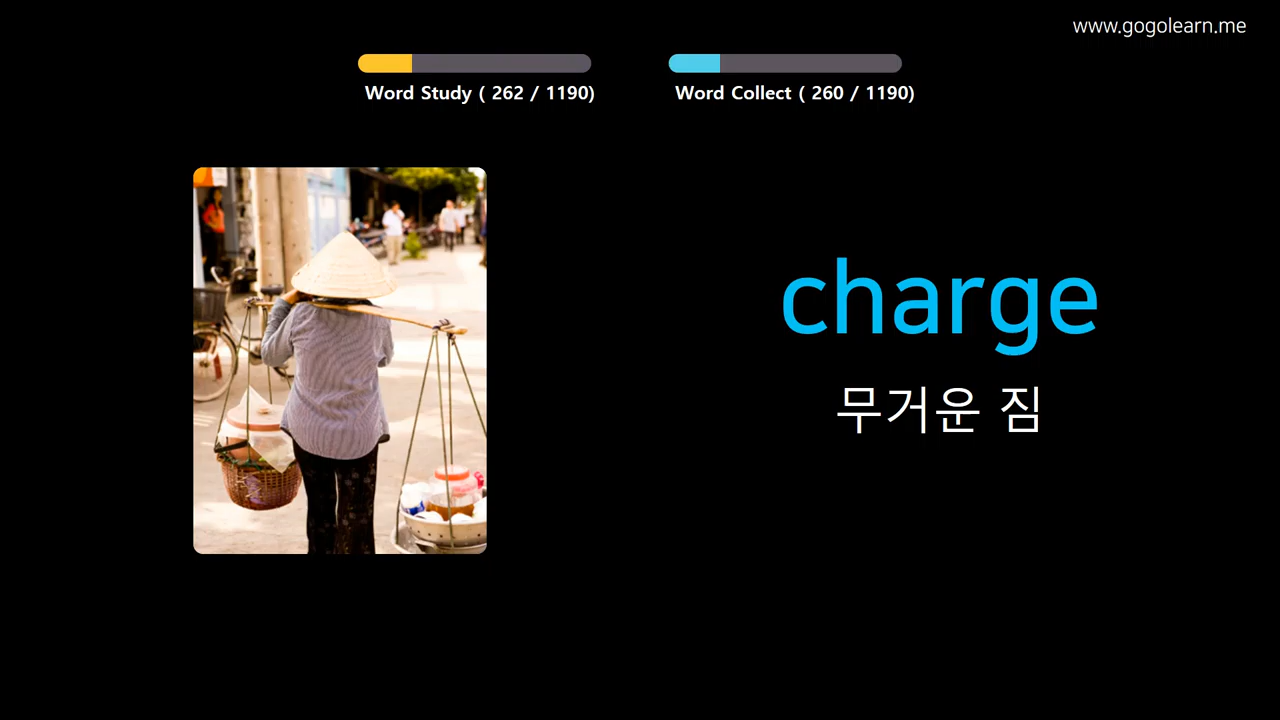 www.gogolearn.me
Word Study ( 262 / 1190)
Word Collect ( 260 / 1190)
charge
무거운 짐